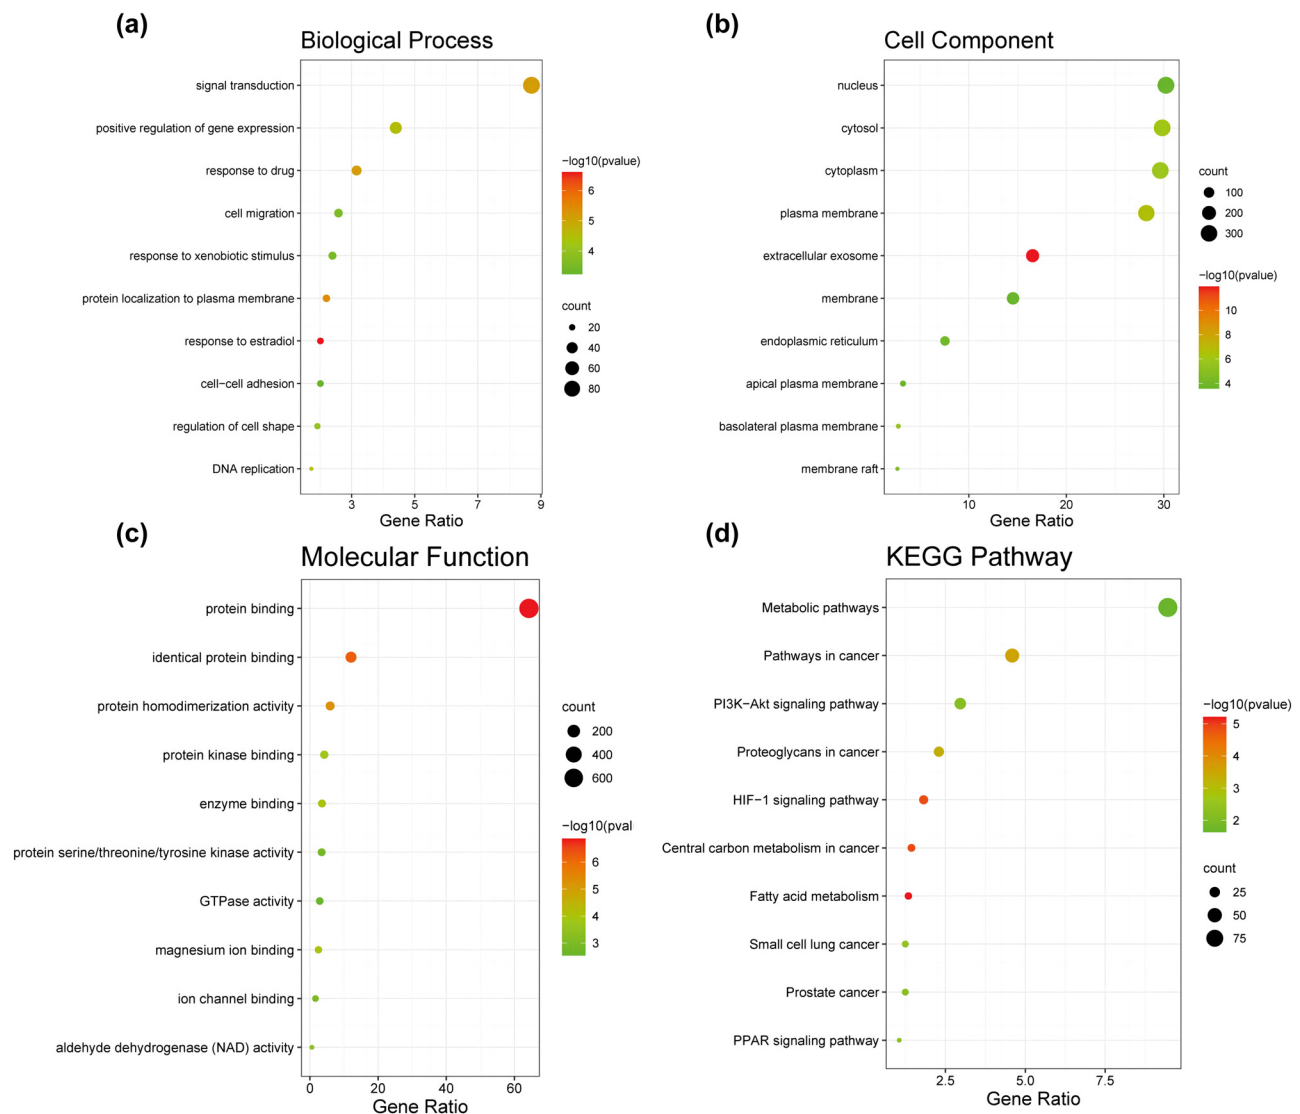 (a)
Biological Process
signal transduction
positive regulation of gene expression
response to drug
cell migration
response to xenobiotic stimulus
protein localization to plasma membrane
response to estradiol
cell−cell adhesion
regulation of cell shape
DNA replication
3 5 7 9
Gene Ratio
−log10(pvalue)
6
5
4
count
20
40
60
80
(b)
Cell Component
nucleus
cytosol
cytoplasm
plasma membrane
extracellular exosome
membrane
endoplasmic reticulum
apical plasma membrane
basolateral plasma membrane
membrane raft
10 20 30
Gene Ratio
count
100
200
300
−log10(pvalue)
10
8
6
4
(c)
Molecular Function
protein binding
identical protein binding
protein homodimerization activity
protein kinase binding
enzyme binding
protein serine/threonine/tyrosine kinase activity
GTPase activity
magnesium ion binding
ion channel binding
aldehyde dehydrogenase (NAD) activity
0 20 40 60
Gene Ratio
count
200
400
600
−log10(pval
6
5
4
3
(d)
KEGG Pathway
Metabolic pathways
Pathways in cancer
PI3K−Akt signaling pathway
Proteoglycans in cancer
HIF−1 signaling pathway
Central carbon metabolism in cancer
Fatty acid metabolism
Small cell lung cancer
Prostate cancer
PPAR signaling pathway
2.5 5.0 7.5
Gene Ratio
−log10(pvalue)
5
4
3
2
count
25
50
75